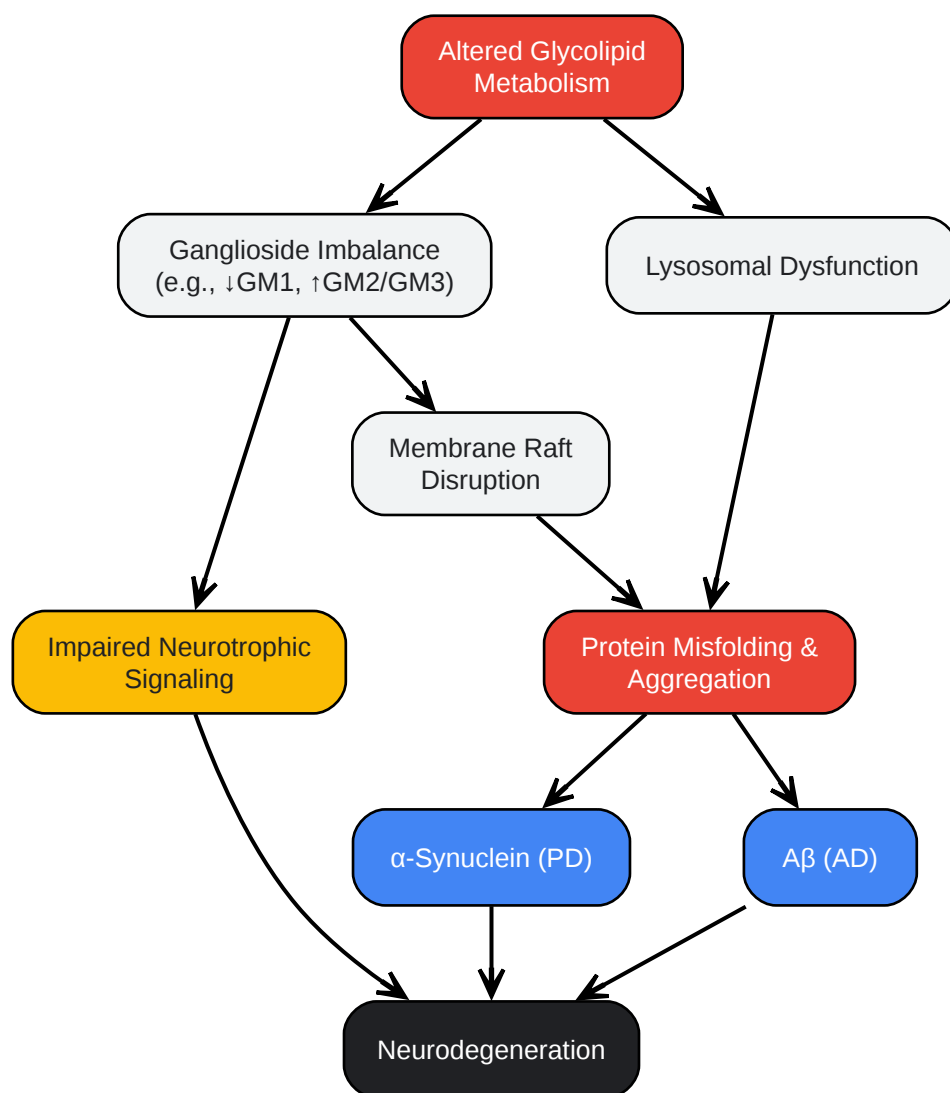 Altered Glycolipid
Metabolism
Ganglioside Imbalance
(e.g., ↓GM1, ↑GM2/GM3)
Lysosomal Dysfunction
Membrane Raft
Disruption
Impaired Neurotrophic
Signaling
Protein Misfolding &
Aggregation
α-Synuclein (PD)
Aβ (AD)
Neurodegeneration